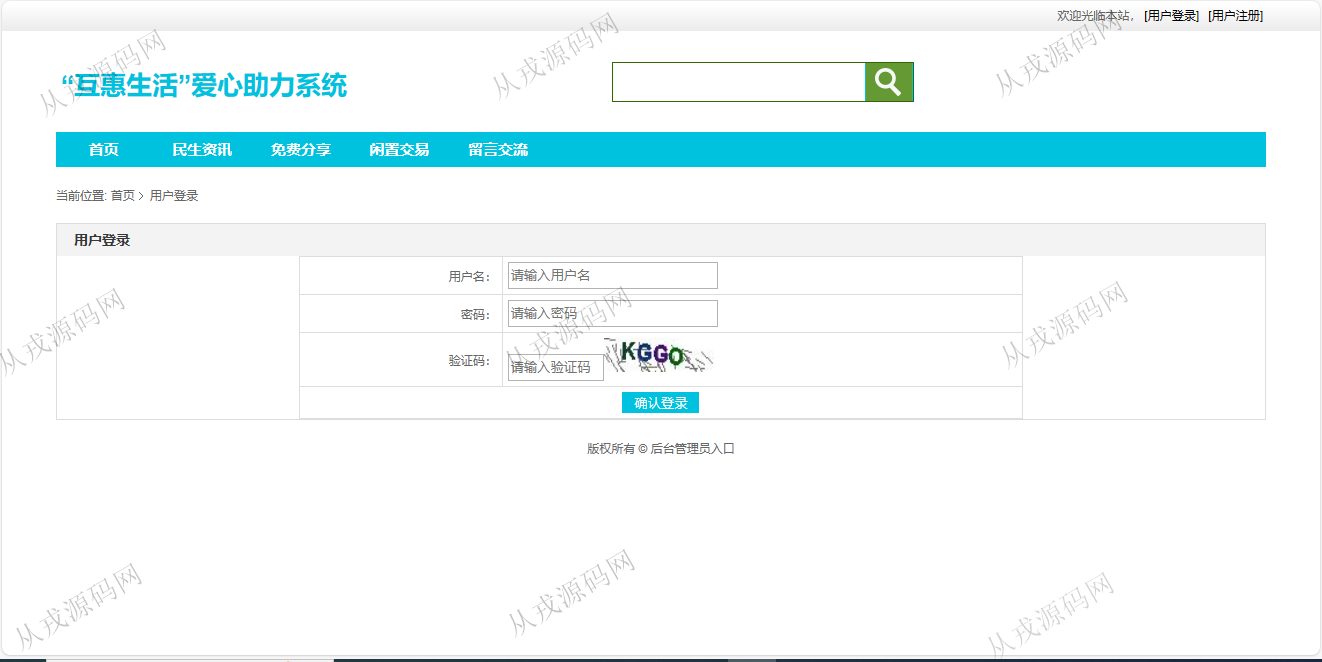 欢迎光临本站, [用户登录] [用户注册]
“互惠生活”爱心助力系统
首页 民生资讯 免费分享 闲置交易 留言交流
当前位置: 首页 > 用户登录
用户登录
用户名: 请输入用户名
密码: 请输入密码
验证码: 请输入验证码 KGGO
确认登录
版权所有 © 后台管理员入口
从戎源码网
从戎源码网
从戎源码网
从戎源码网
从戎源码网
从戎源码网
从戎源码网
从戎源码网
从戎源码网